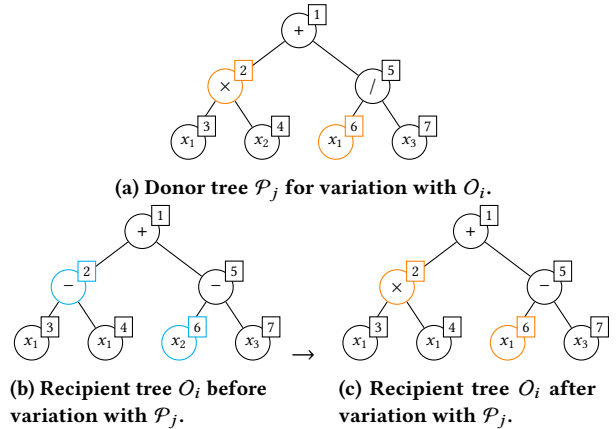 1
+
2
5
×
/
3
4
6
7
x₁
x₂
x₁
x₃
(a) Donor tree 𝒫ⱼ for variation with 𝒪ᵢ.
1
+
2
5
−
−
3
4
6
7
x₁
x₁
x₂
x₃
→
1
+
2
5
×
−
3
4
6
7
x₁
x₁
x₁
x₃
(b) Recipient tree 𝒪ᵢ before
variation with 𝒫ⱼ.
(c) Recipient tree 𝒪ᵢ after
variation with 𝒫ⱼ.